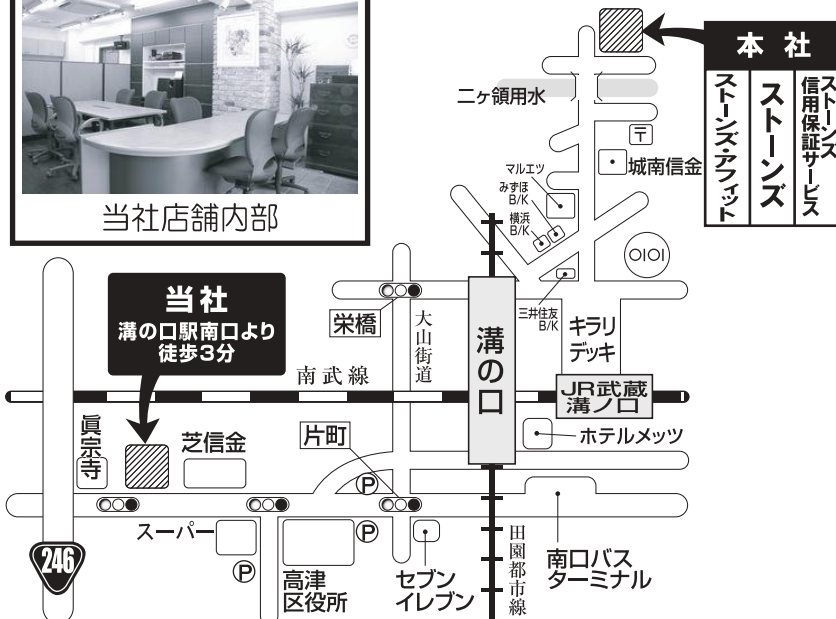 当社店舗内部
本社
ストーンズ
信用保証サービス
ストーンズ
ストーンズ・アフィット
二ヶ領用水
〒
城南信金
マルエツ
みずほ
B/K
横浜
B/K
OIOI
三井住友
B/K
キラリ
デッキ
当社
溝の口駅南口より
徒歩3分
栄橋
大山街道
溝の口
南武線
JR武蔵
溝ノ口
眞宗寺
芝信金
片町
ホテルメッツ
P
スーパー
P
P
246
高津
区役所
セブン
イレブン
田園都市線
南口バス
ターミナル